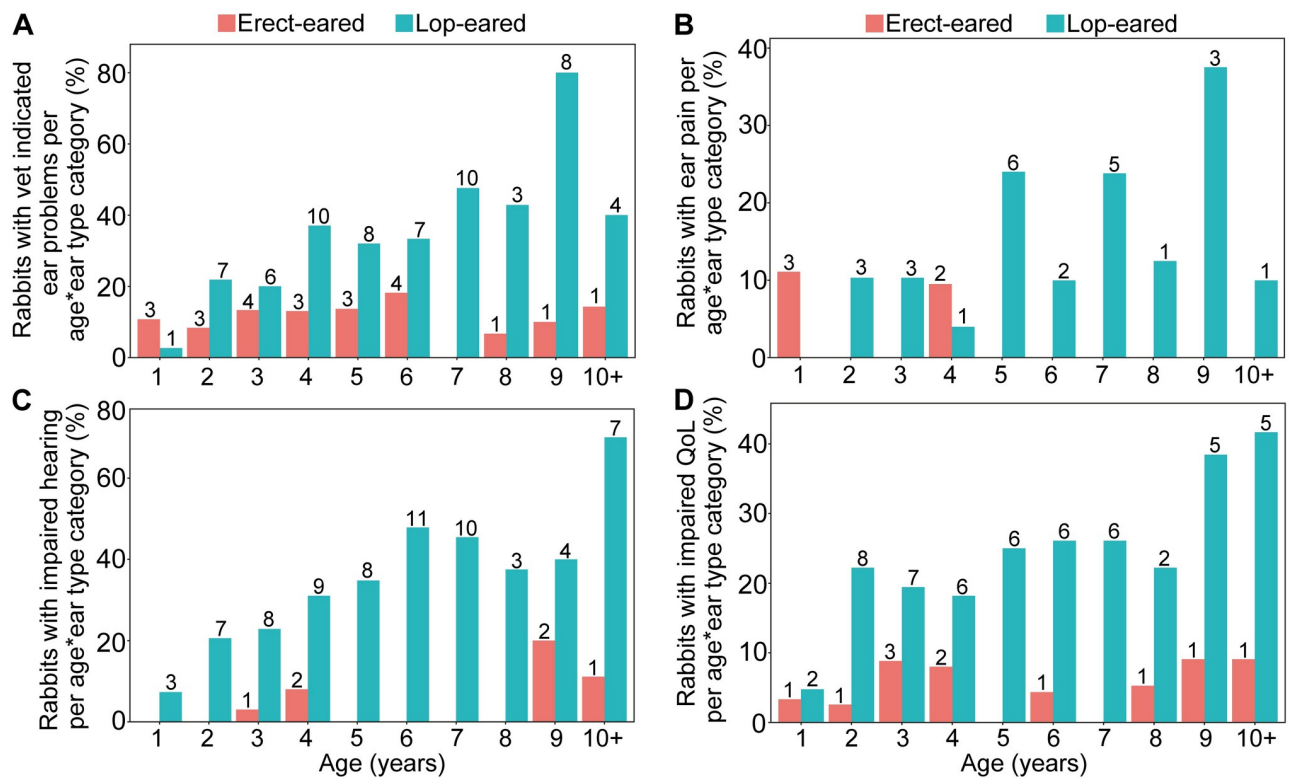 A
Erect-eared Lop-eared
Rabbits with vet indicated
ear problems per
age*ear type category (%)
80
60
40
20
0
3 1 3 7 4 6 3 10 3 8 4 7 10 1 3 1 8 1 4
1 2 3 4 5 6 7 8 9 10+
B
Erect-eared Lop-eared
Rabbits with ear pain per
age*ear type category (%)
40
30
20
10
0
3 3 3 2 1 6 2 5 1 3 1
1 2 3 4 5 6 7 8 9 10+
C
Rabbits with impaired hearing
per age*ear type category (%)
80
60
40
20
0
3 7 1 8 2 9 8 11 10 3 2 4 1 7
1 2 3 4 5 6 7 8 9 10+
Age (years)
D
Rabbits with impaired QoL
per age*ear type category (%)
40
30
20
10
0
1 2 1 8 3 7 2 6 6 1 6 6 1 2 1 5 1 5
1 2 3 4 5 6 7 8 9 10+
Age (years)